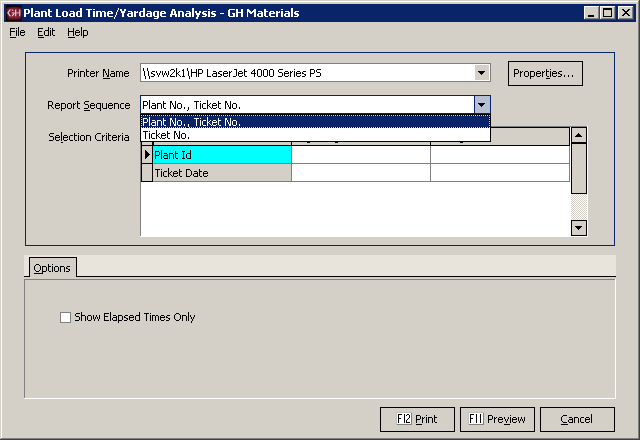 GH Plant Load Time/Yardage Analysis - GH Materials
File Edit Help
Printer Name \\svw2k1\HP LaserJet 4000 Series PS Properties...
Report Sequence Plant No., Ticket No.
Plant No., Ticket No.
Ticket No.
Selection Criteria
Plant Id
Ticket Date
Options
Show Elapsed Times Only
F12 Print F11 Preview Cancel